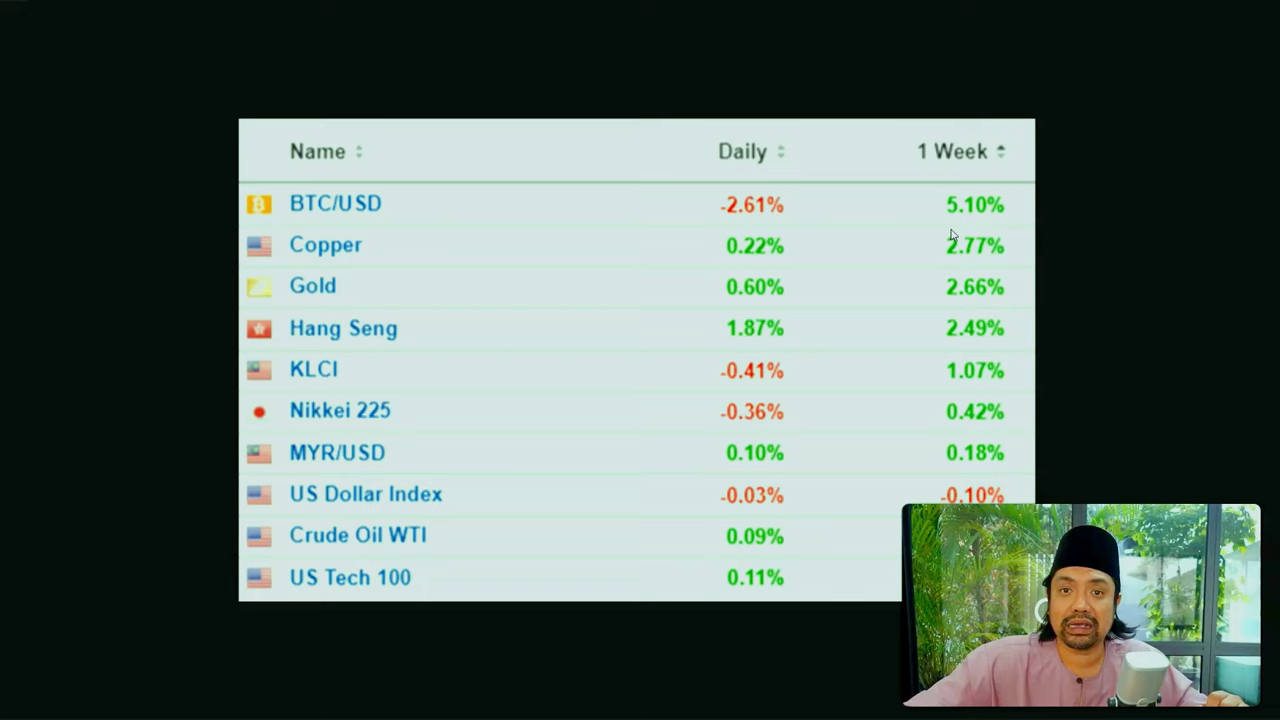 Name Daily 1 Week
BTC/USD -2.61% 5.10%
Copper 0.22% 2.77%
Gold 0.60% 2.66%
Hang Seng 1.87% 2.49%
KLCI -0.41% 1.07%
Nikkei 225 -0.36% 0.42%
MYR/USD 0.10% 0.18%
US Dollar Index -0.03% -0.10%
Crude Oil WTI 0.09%
US Tech 100 0.11%